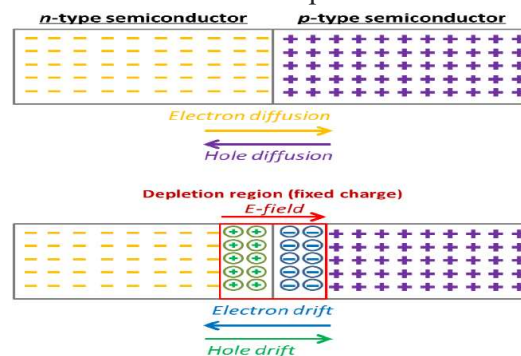 n-type semiconductor p-type semiconductor
Electron diffusion
Hole diffusion
Depletion region (fixed charge)
E-field
Electron drift
Hole drift